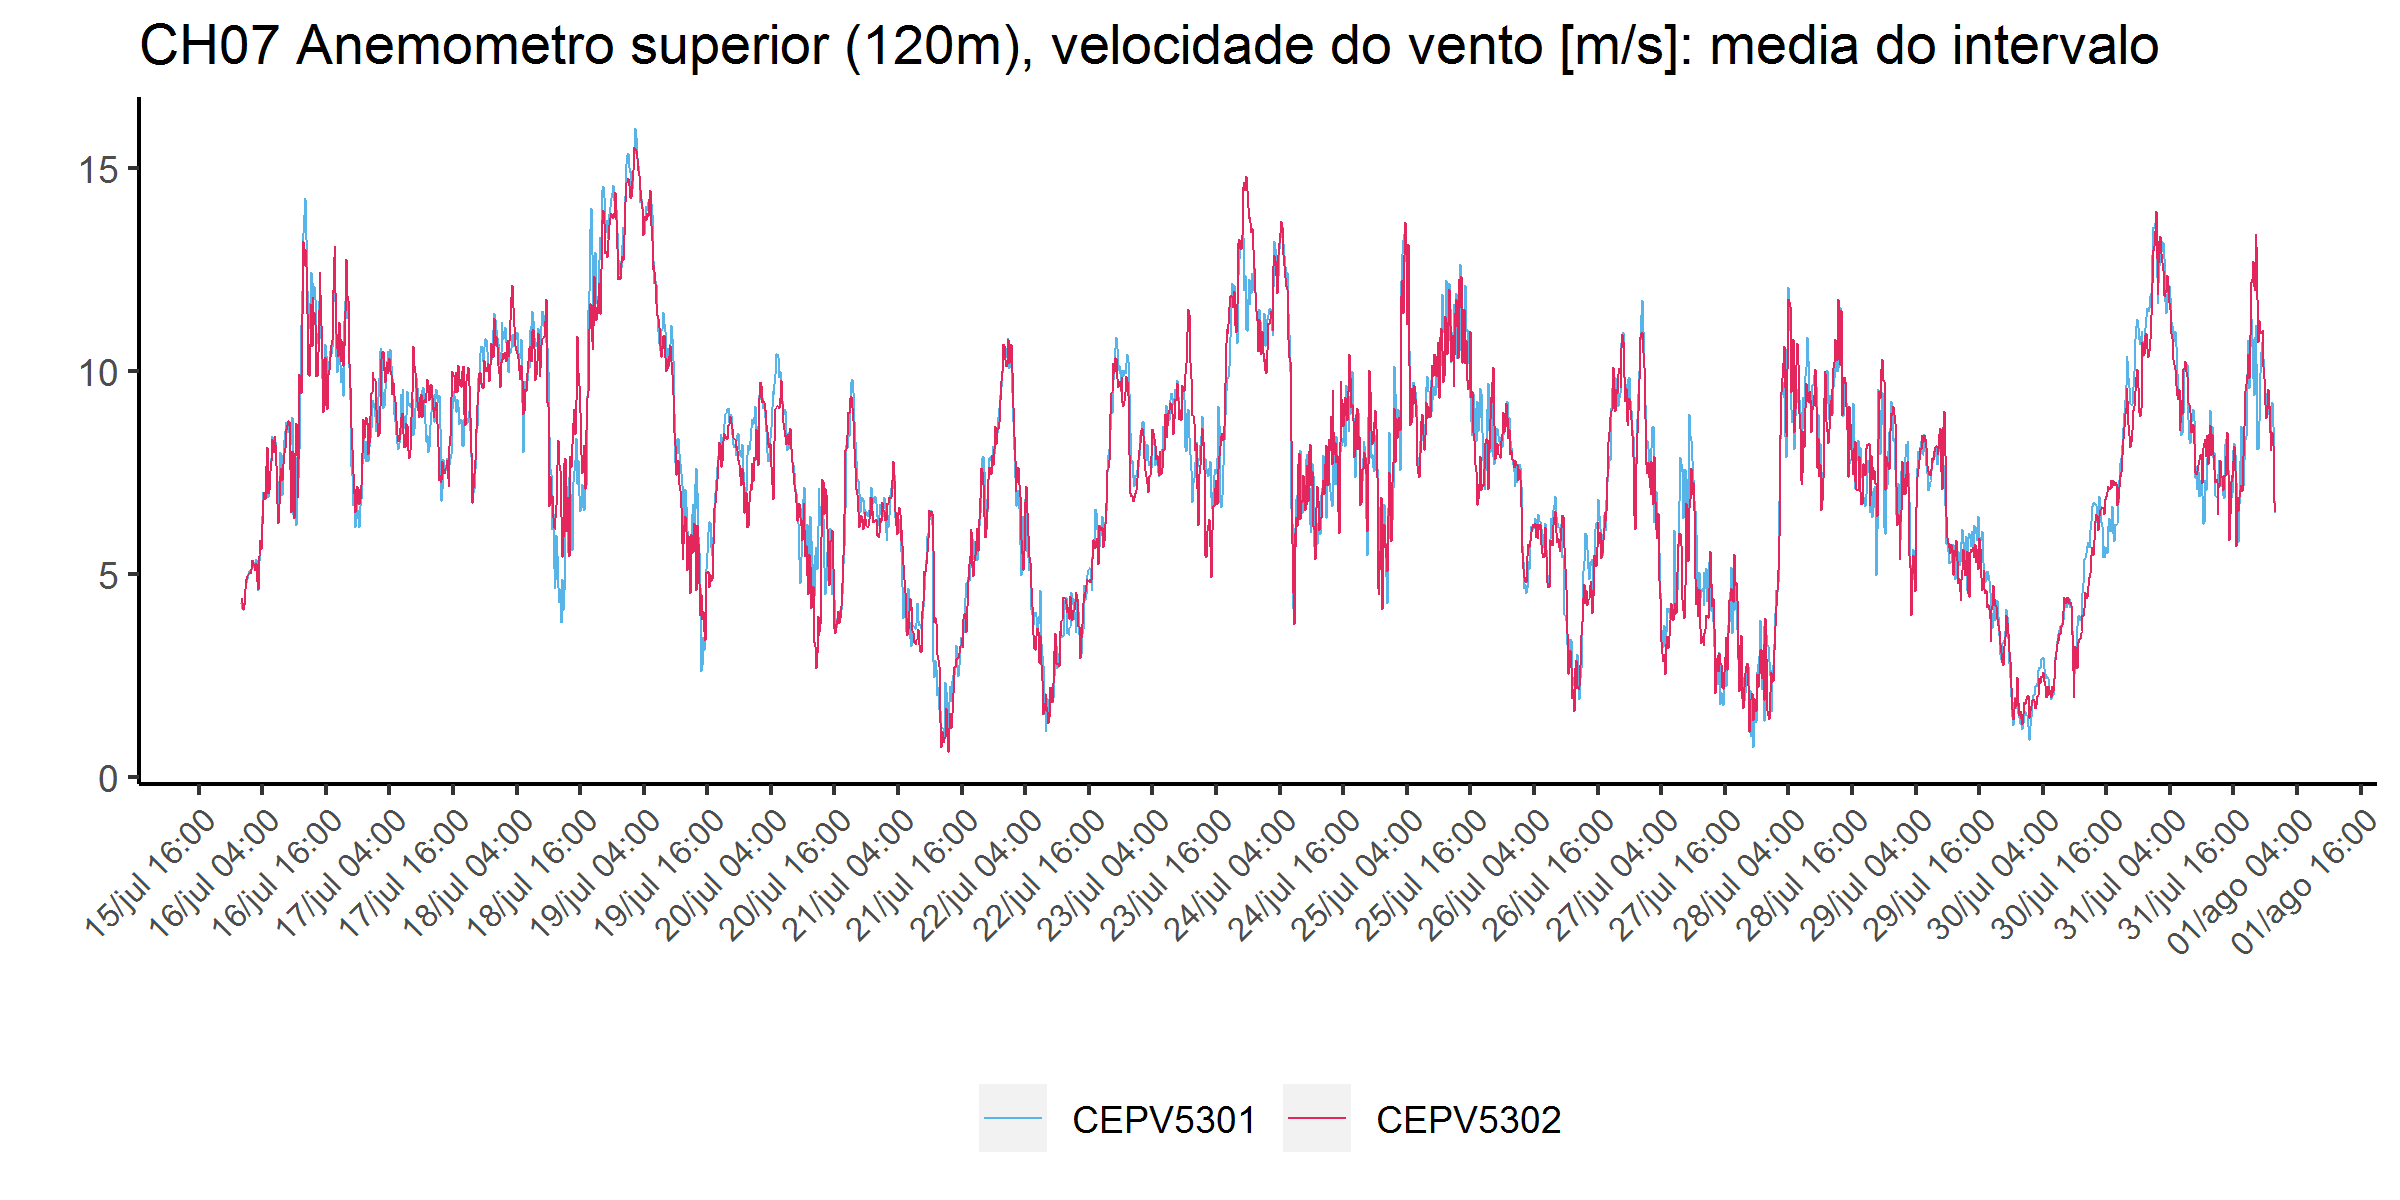 CH07 Anemometro superior (120m), velocidade do vento [m/s]: media do intervalo
15
10
5
0
15/jul 16:00
16/jul 04:00
16/jul 16:00
17/jul 04:00
17/jul 16:00
18/jul 04:00
18/jul 16:00
19/jul 04:00
19/jul 16:00
20/jul 04:00
20/jul 16:00
21/jul 04:00
21/jul 16:00
22/jul 04:00
22/jul 16:00
23/jul 04:00
23/jul 16:00
24/jul 04:00
24/jul 16:00
25/jul 04:00
25/jul 16:00
26/jul 04:00
26/jul 16:00
27/jul 04:00
27/jul 16:00
28/jul 04:00
28/jul 16:00
29/jul 04:00
29/jul 16:00
30/jul 04:00
30/jul 16:00
31/jul 04:00
31/jul 16:00
01/ago 04:00
01/ago 16:00
CEPV5301
CEPV5302